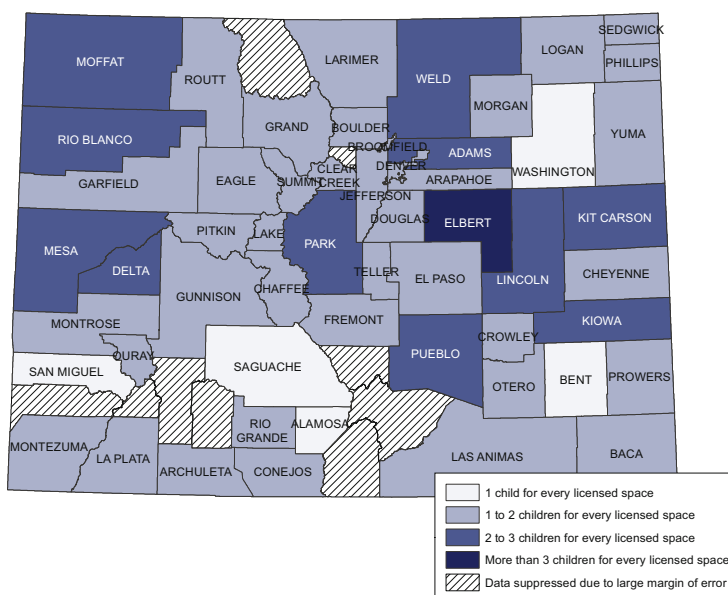 SEDGWICK
LOGAN
LARIMER
MOFFAT
PHILLIPS
ROUTT
WELD
MORGAN
GRAND
BOULDER
YUMA
RIO BLANCO
BROOMFIELD
ADAMS
DENVER
WASHINGTON
CLEAR
CREEK
EAGLE
SUMMIT
GARFIELD
ARAPAHOE
JEFFERSON
DOUGLAS
ELBERT
KIT CARSON
PITKIN
LAKE
PARK
MESA
DELTA
TELLER
EL PASO
LINCOLN
CHEYENNE
GUNNISON
CHAFFEE
FREMONT
MONTROSE
KIOWA
CROWLEY
OURAY
PUEBLO
SAGUACHE
SAN MIGUEL
BENT
PROWERS
OTERO
RIO
GRANDE
ALAMOSA
MONTEZUMA
LA PLATA
ARCHULETA
CONEJOS
LAS ANIMAS
BACA
1 child for every licensed space
1 to 2 children for every licensed space
2 to 3 children for every licensed space
More than 3 children for every licensed space
Data suppressed due to large margin of error